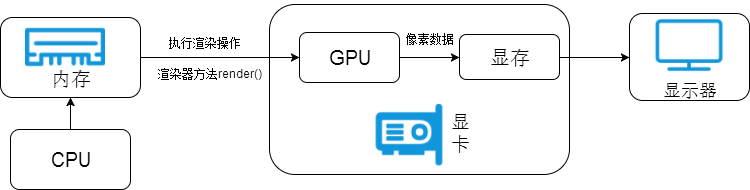 内存
CPU
执行渲染操作
渲染器方法render()
GPU
像素数据
显存
显
卡
显示器